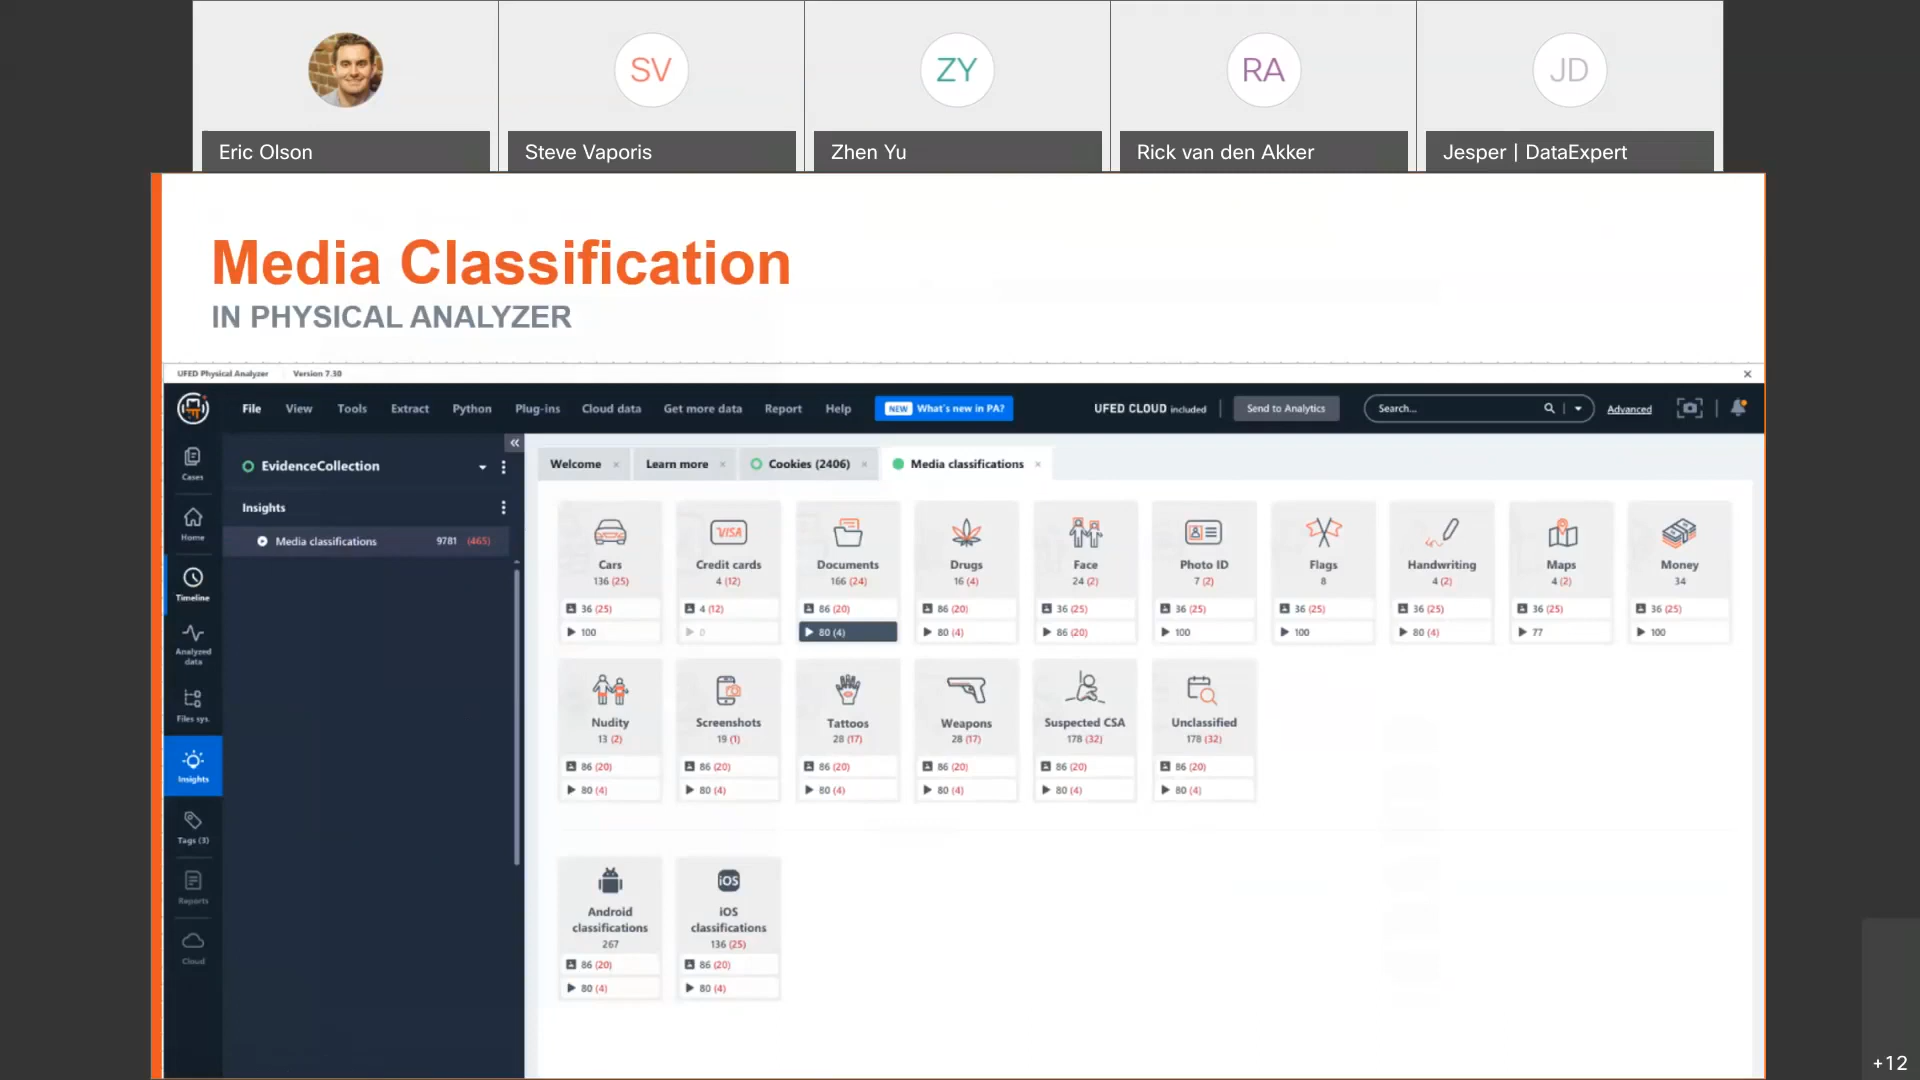 SV
ZY
RA
JD
Eric Olson
Steve Vaporis
Zhen Yu
Rick van den Akker
Jesper | DataExpert
Media Classification
IN PHYSICAL ANALYZER
UFED Physical Analyzer Version 7.30
File View Tools Extract Python Plug-ins Cloud data Get more data Report Help NEW What's new in PA? UFED CLOUD included Send to Analytics Search... Advanced
EvidenceCollection
Insights
Media classifications 9781 (465)
Cases
Home
Timeline
Analyzed
data
Files sys.
Insights
Tags (3)
Reports
Cloud
Welcome Learn more Cookies (2406) Media classifications
VISA
Cars Credit cards Documents Drugs Face Photo ID Flags Handwriting Maps Money
136 (25) 4 (12) 166 (24) 16 (4) 24 (2) 7 (2) 8 4 (2) 4 (2) 34
36 (25) 4 (12) 86 (20) 86 (20) 36 (25) 36 (25) 36 (25) 36 (25) 36 (25) 36 (25)
100 0 80 (4) 80 (4) 86 (20) 100 100 80 (4) 77 100
Nudity Screenshots Tattoos Weapons Suspected CSA Unclassified
13 (2) 19 (1) 28 (17) 28 (17) 178 (32) 178 (32)
86 (20) 86 (20) 86 (20) 86 (20) 86 (20) 86 (20)
80 (4) 80 (4) 80 (4) 80 (4) 80 (4) 80 (4)
iOS
Android iOS
classifications classifications
267 136 (25)
86 (20) 86 (20)
80 (4) 80 (4)
+12